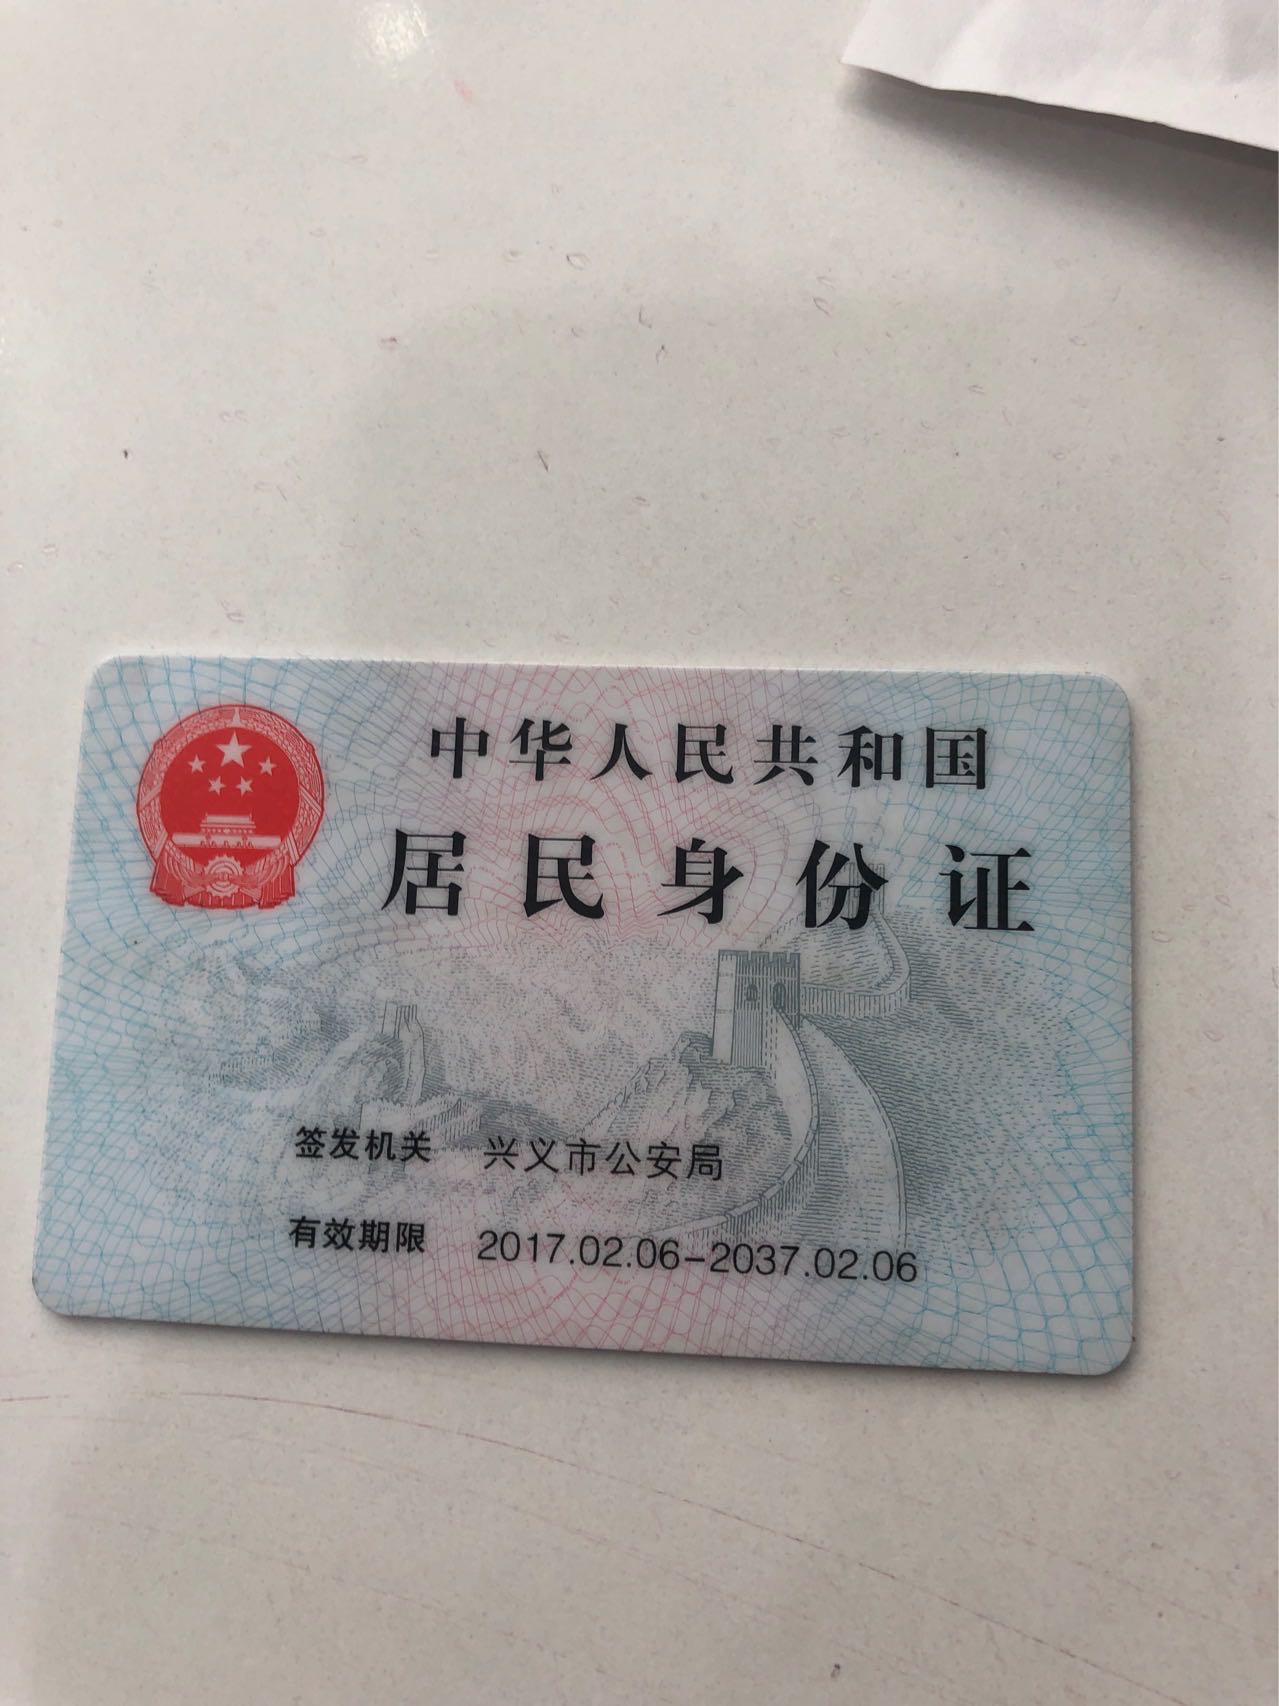 中华人民共和国
居民身份证
签发机关 兴义市公安局
有效期限 2017.02.06-2037.02.06